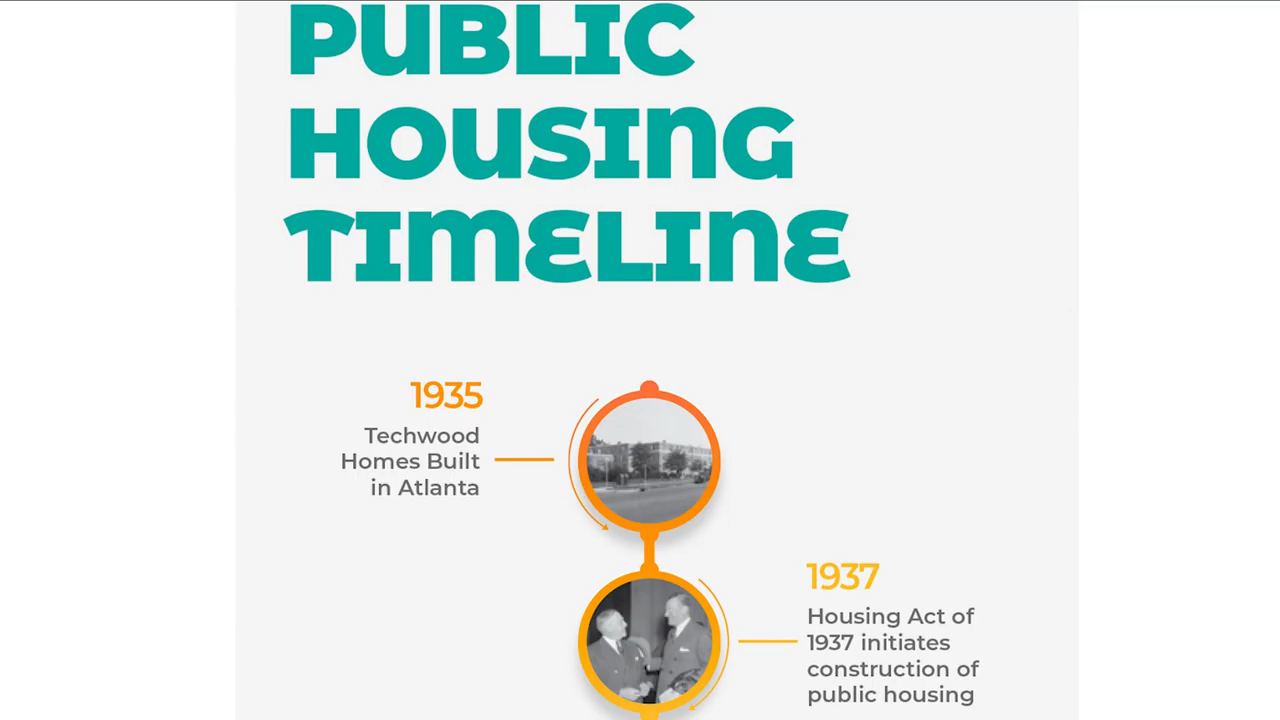 PUBLIC
HOUSING
TIMELINE
1935
Techwood
Homes Built
in Atlanta
1937
Housing Act of
1937 initiates
construction of
public housing